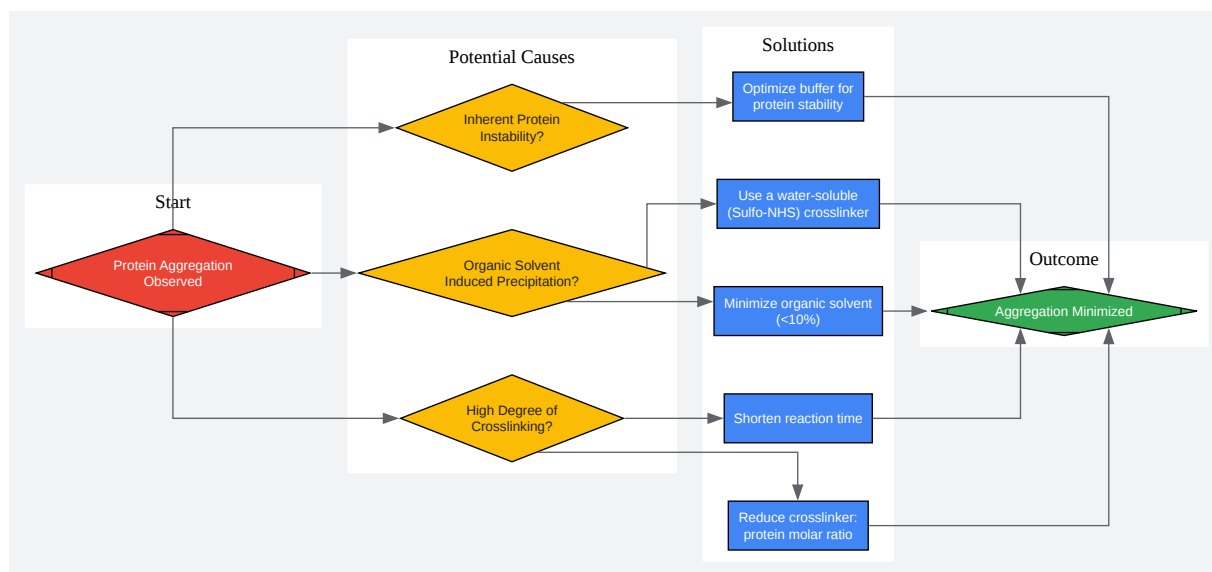 Start
Protein Aggregation
Observed
Potential Causes
Inherent Protein
Instability?
Organic Solvent
Induced Precipitation?
High Degree of
Crosslinking?
Solutions
Optimize buffer for
protein stability
Use a water-soluble
(Sulfo-NHS) crosslinker
Minimize organic solvent
(<10%)
Shorten reaction time
Reduce crosslinker:
protein molar ratio
Outcome
Aggregation Minimized